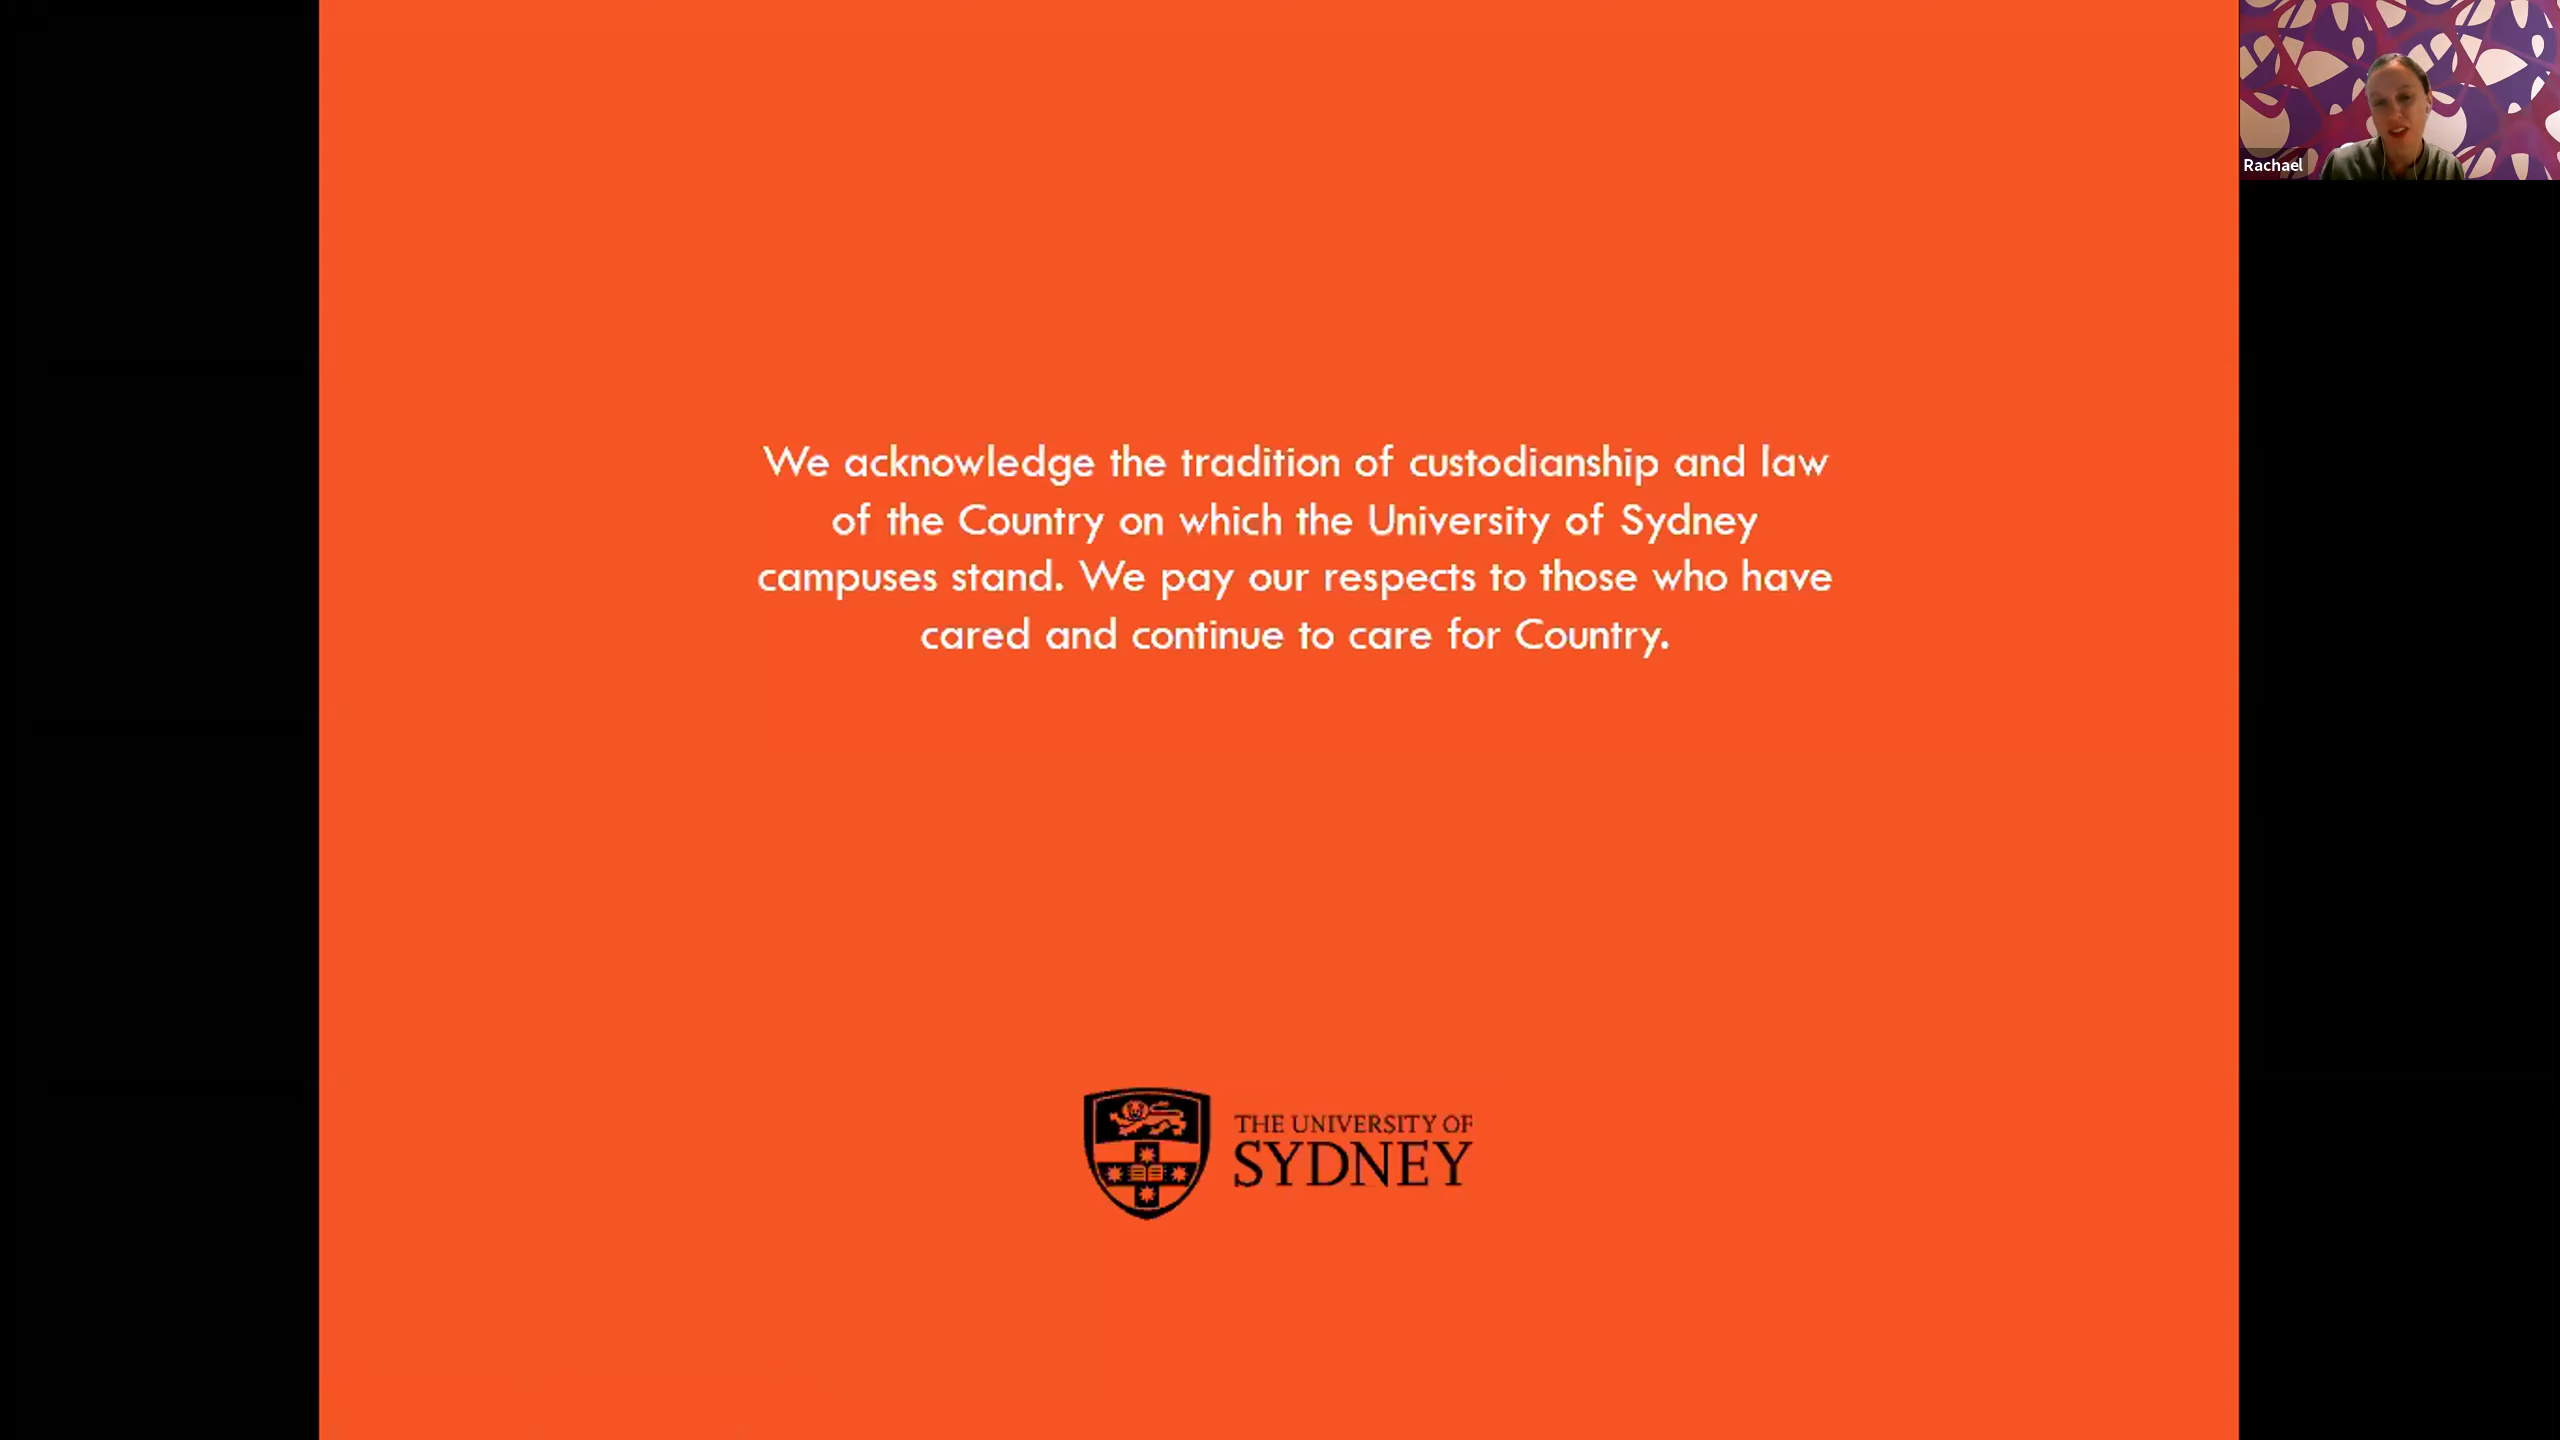 We acknowledge the tradition of custodianship and law
of the Country on which the University of Sydney
campuses stand. We pay our respects to those who have
cared and continue to care for Country.
THE UNIVERSITY OF
SYDNEY
Rachael